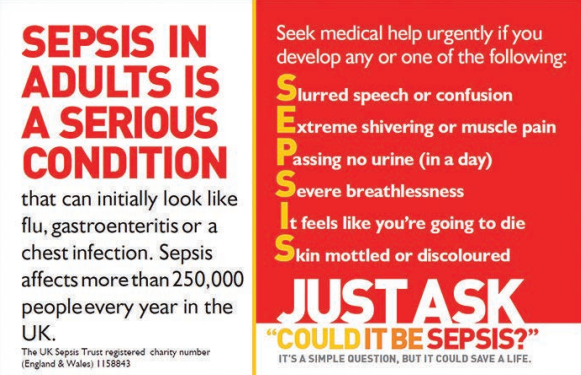 SEPSIS IN
ADULTS IS
A SERIOUS
CONDITION
that can initially look like
flu, gastroenteritis or a
chest infection. Sepsis
affects more than 250,000
people every year in the
UK.
The UK Sepsis Trust registered charity number
(England & Wales) 1158843
Seek medical help urgently if you
develop any or one of the following:
Slurred speech or confusion
Extreme shivering or muscle pain
Passing no urine (in a day)
Severe breathlessness
It feels like you're going to die
Skin mottled or discoloured
JUST ASK
"COULD IT BE SEPSIS?"
IT'S A SIMPLE QUESTION, BUT IT COULD SAVE A LIFE.